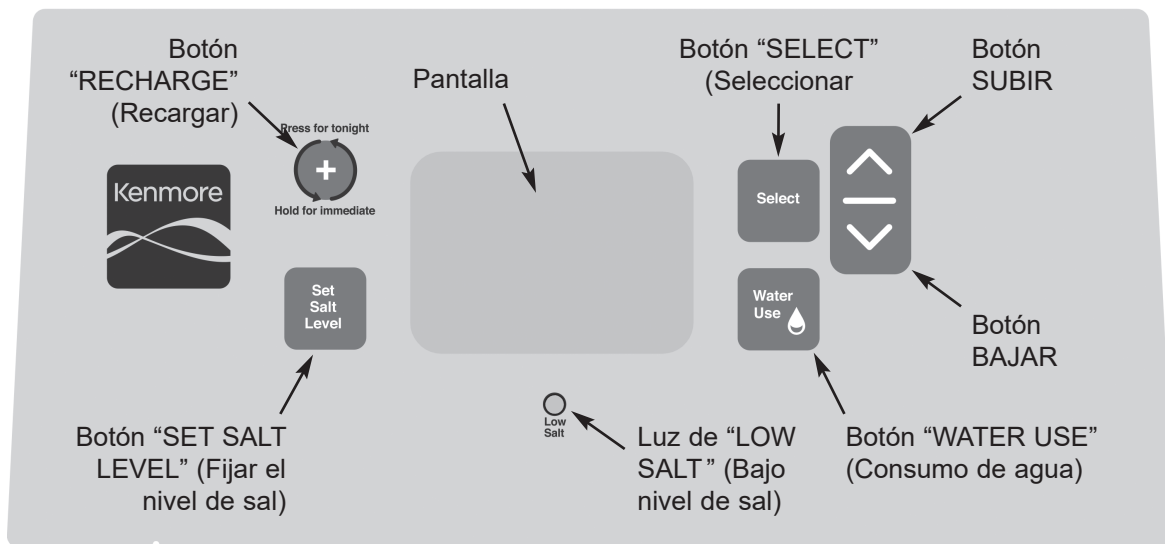 Botón
“RECHARGE”
(Recargar)
Pantalla
Botón “SELECT”
(Seleccionar
Botón
SUBIR
Press for tonight
Hold for immediate
Kenmore
Select
Set
Salt
Level
Water
Use
Botón
BAJAR
Low
Salt
Botón “SET SALT
LEVEL” (Fijar el
nivel de sal)
Luz de “LOW
SALT” (Bajo
nivel de sal)
Botón “WATER USE”
(Consumo de agua)